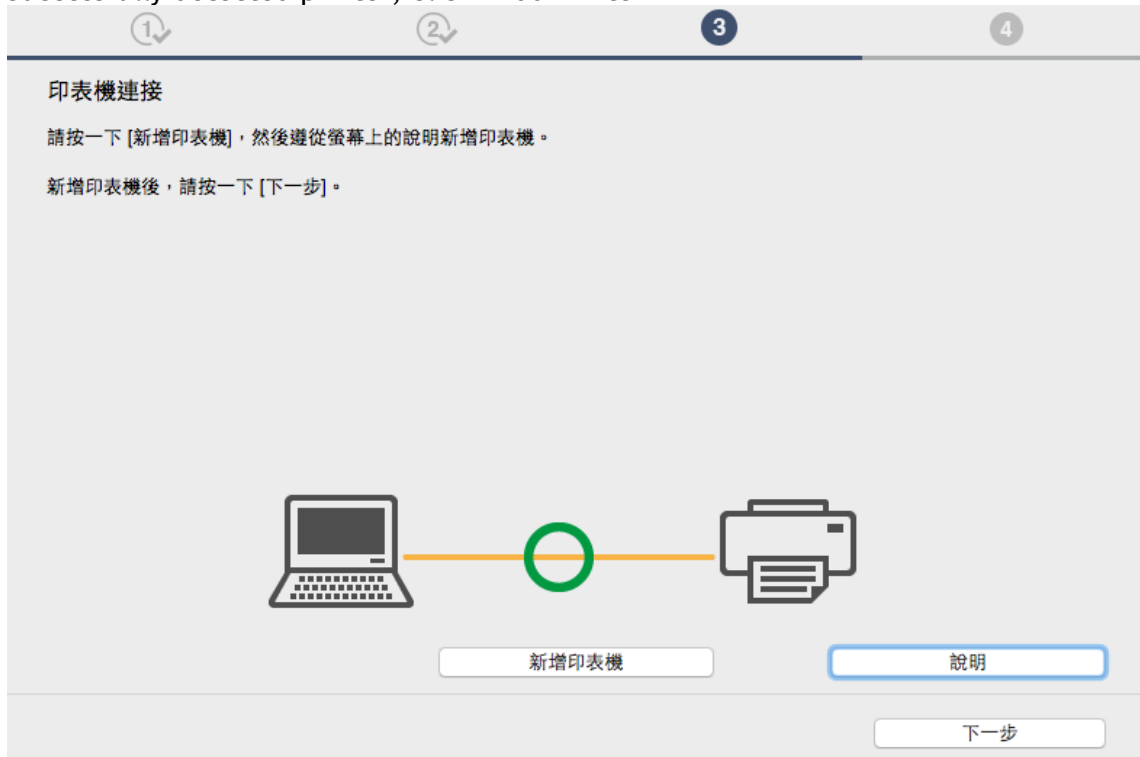 1 2 3 4
印表機連接
請按一下 [新增印表機]，然後遵從螢幕上的說明新增印表機。
新增印表機後，請按一下 [下一步]。
新增印表機 說明
下一步